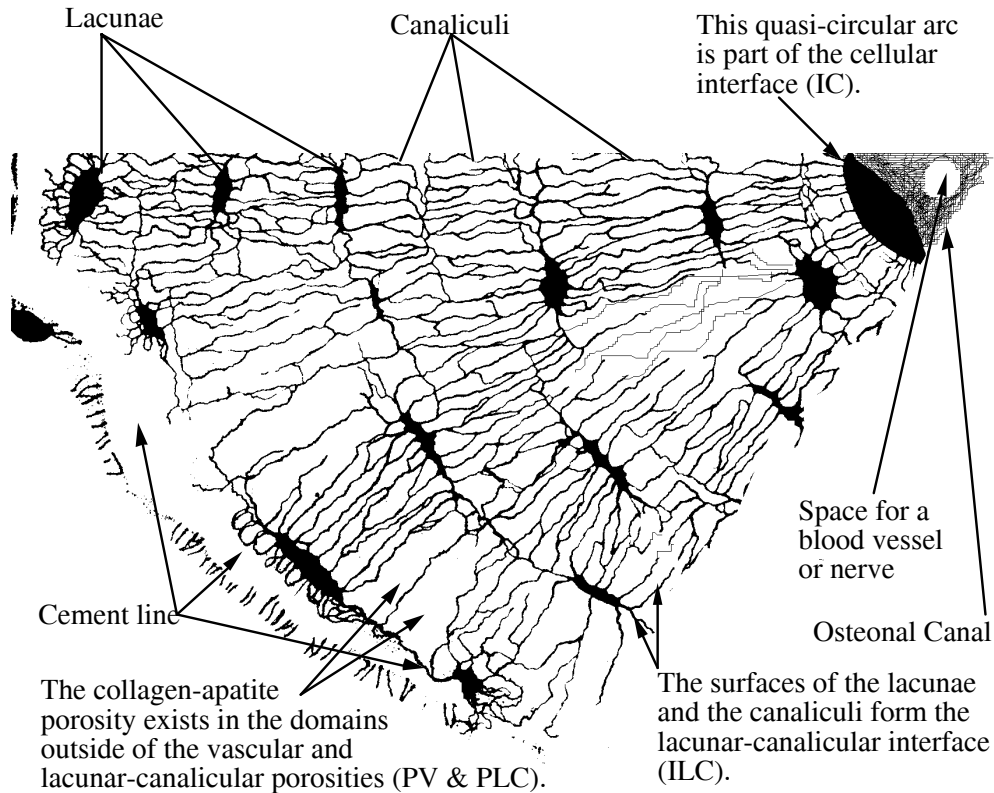 Lacunae
Canaliculi
This quasi-circular arc
is part of the cellular
interface (IC).
Space for a
blood vessel
or nerve
Cement line
Osteonal Canal
The collagen-apatite
porosity exists in the domains
outside of the vascular and
lacunar-canalicular porosities (PV & PLC).
The surfaces of the lacunae
and the canaliculi form the
lacunar-canalicular interface
(ILC).